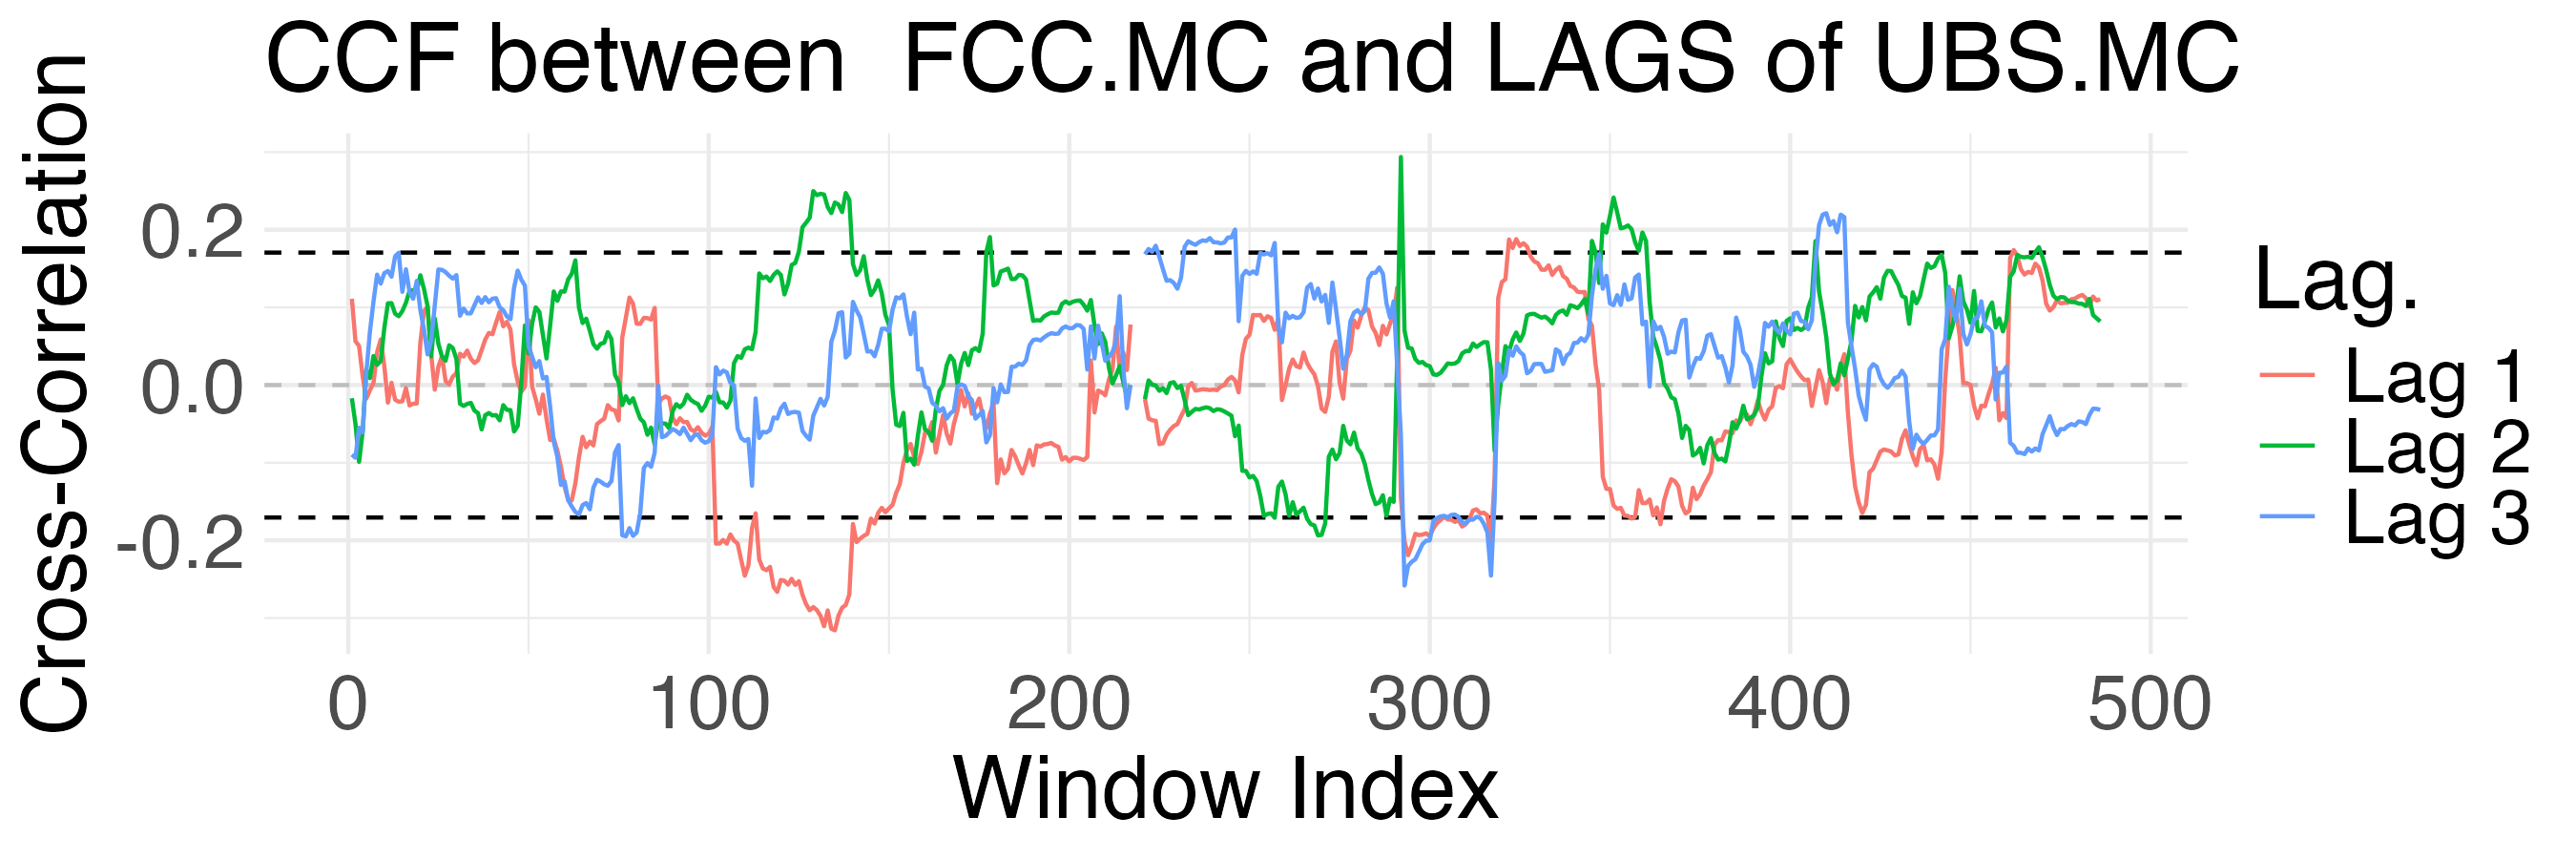 CCF between  FCC.MC and LAGS of UBS.MC
Cross-Correlation
0.2
0.0
-0.2
0 100 200 300 400 500
Window Index
Lag.
Lag 1
Lag 2
Lag 3